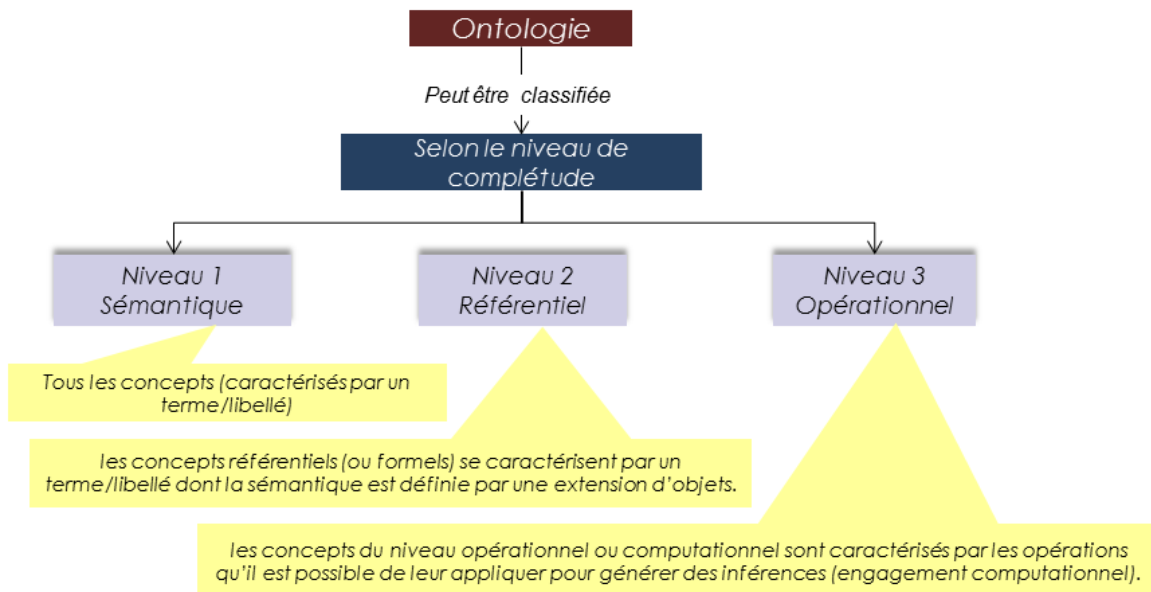 Ontologie
Peut être classifiée
Selon le niveau de
complétude
Niveau 1
Sémantique
Niveau 2
Référentiel
Niveau 3
Opérationnel
Tous les concepts (caractérisés par un
terme/libellé)
les concepts référentiels (ou formels) se caractérisent par un
terme/libellé dont la sémantique est définie par une extension d’objets.
les concepts du niveau opérationnel ou computationnel sont caractérisés par les opérations
qu’il est possible de leur appliquer pour générer des inférences (engagement computationnel).